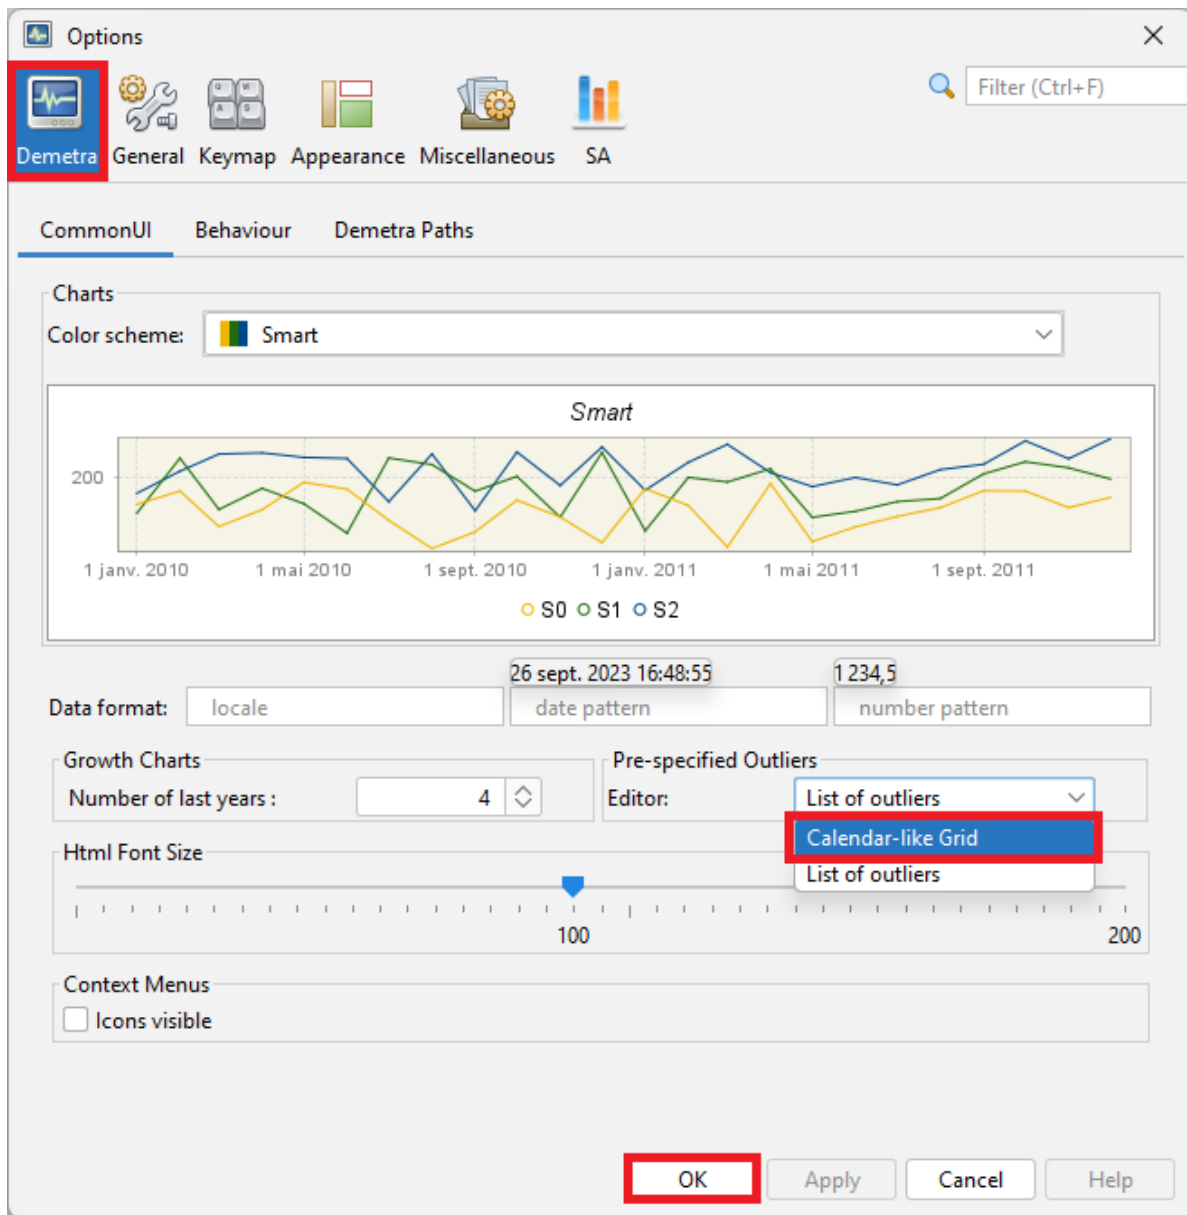 Options
Filter (Ctrl+F)
Demetra General Keymap Appearance Miscellaneous SA
CommonUI Behaviour Demetra Paths
Charts
Color scheme: Smart
Smart
200
1 janv. 2010 1 mai 2010 1 sept. 2010 1 janv. 2011 1 mai 2011 1 sept. 2011
S0 S1 S2
26 sept. 2023 16:48:55 1 234,5
Data format: locale date pattern number pattern
Growth Charts Pre-specified Outliers
Number of last years : 4 Editor: List of outliers
Calendar-like Grid
Html Font Size
List of outliers
100 200
Context Menus
Icons visible
OK Apply Cancel Help